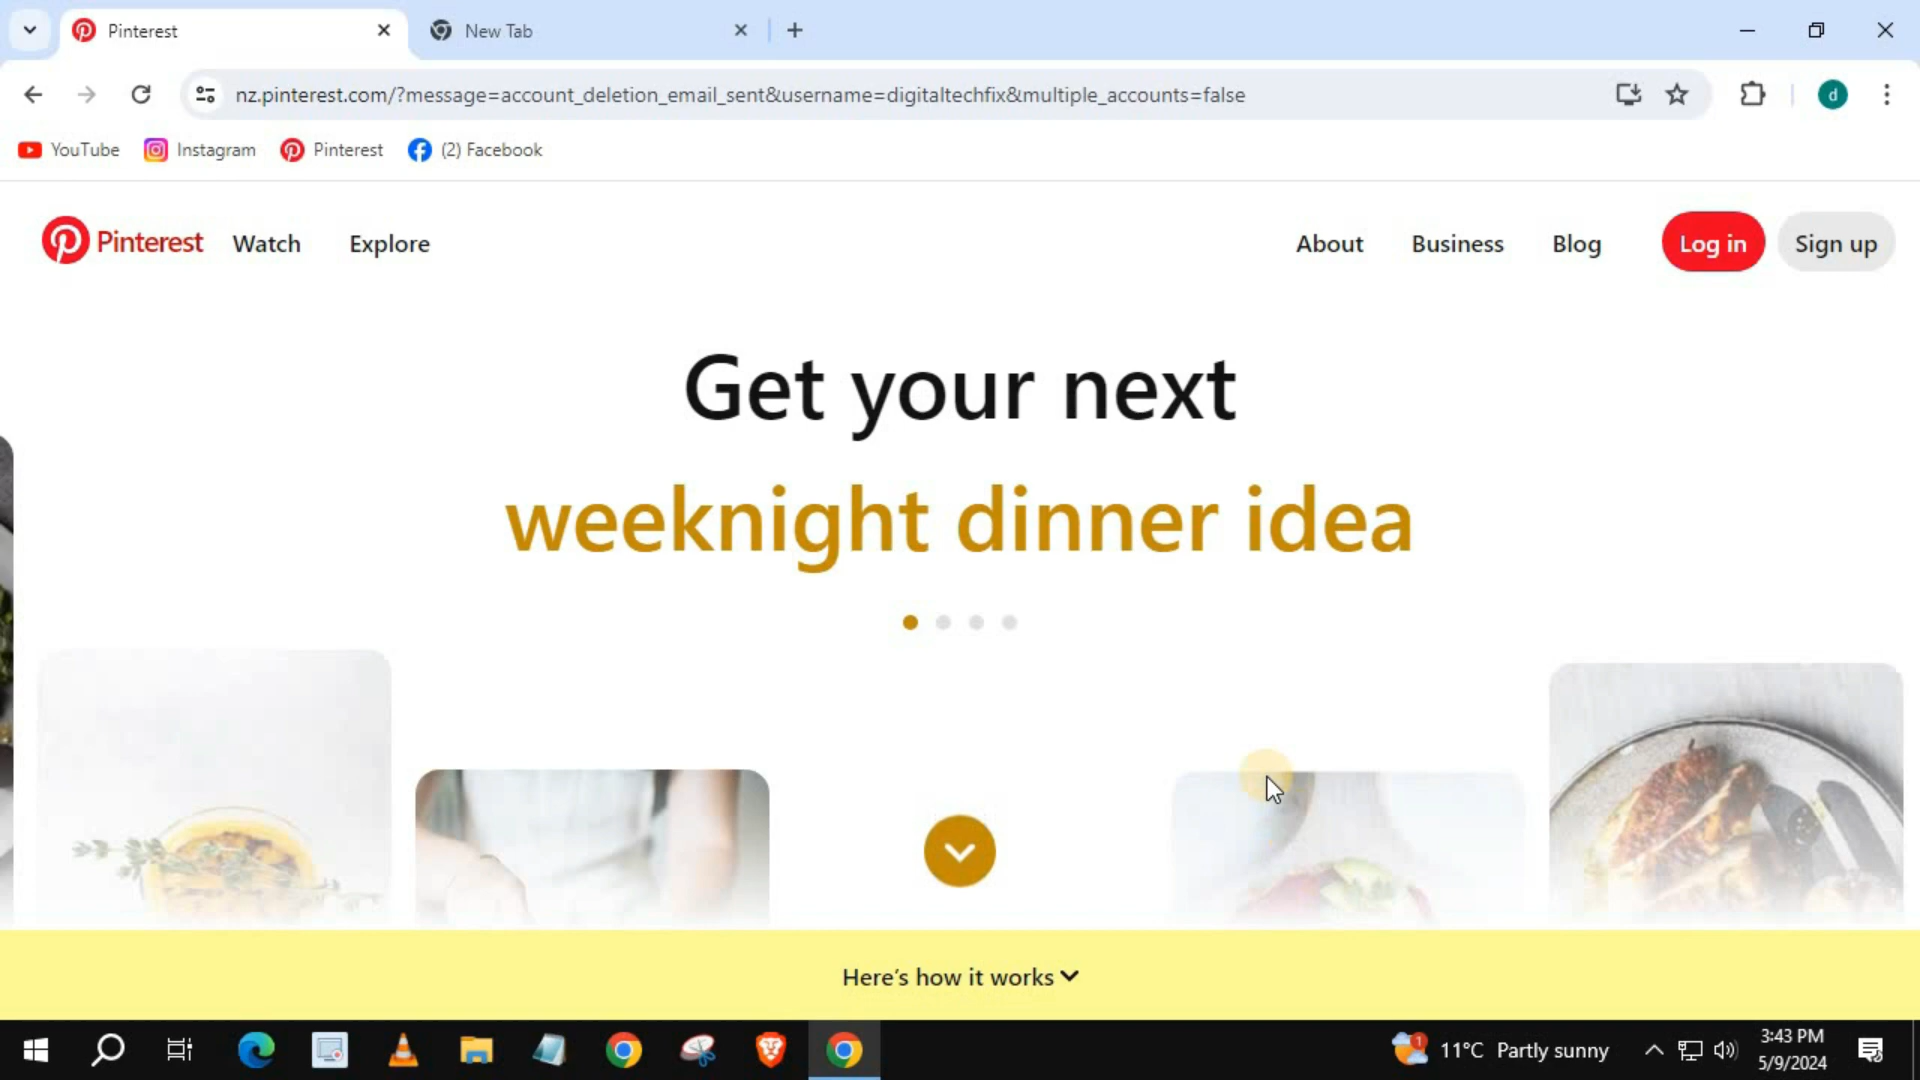 Pinterest
New Tab
nz.pinterest.com/?message=account_deletion_email_sent&username=digitaltechfix&multiple_accounts=false
d
YouTube
Instagram
Pinterest
(2) Facebook
Pinterest
Watch
Explore
About
Business
Blog
Log in
Sign up
Get your next
weeknight dinner idea
Here's how it works
1
11°C Partly sunny
3:43 PM
5/9/2024